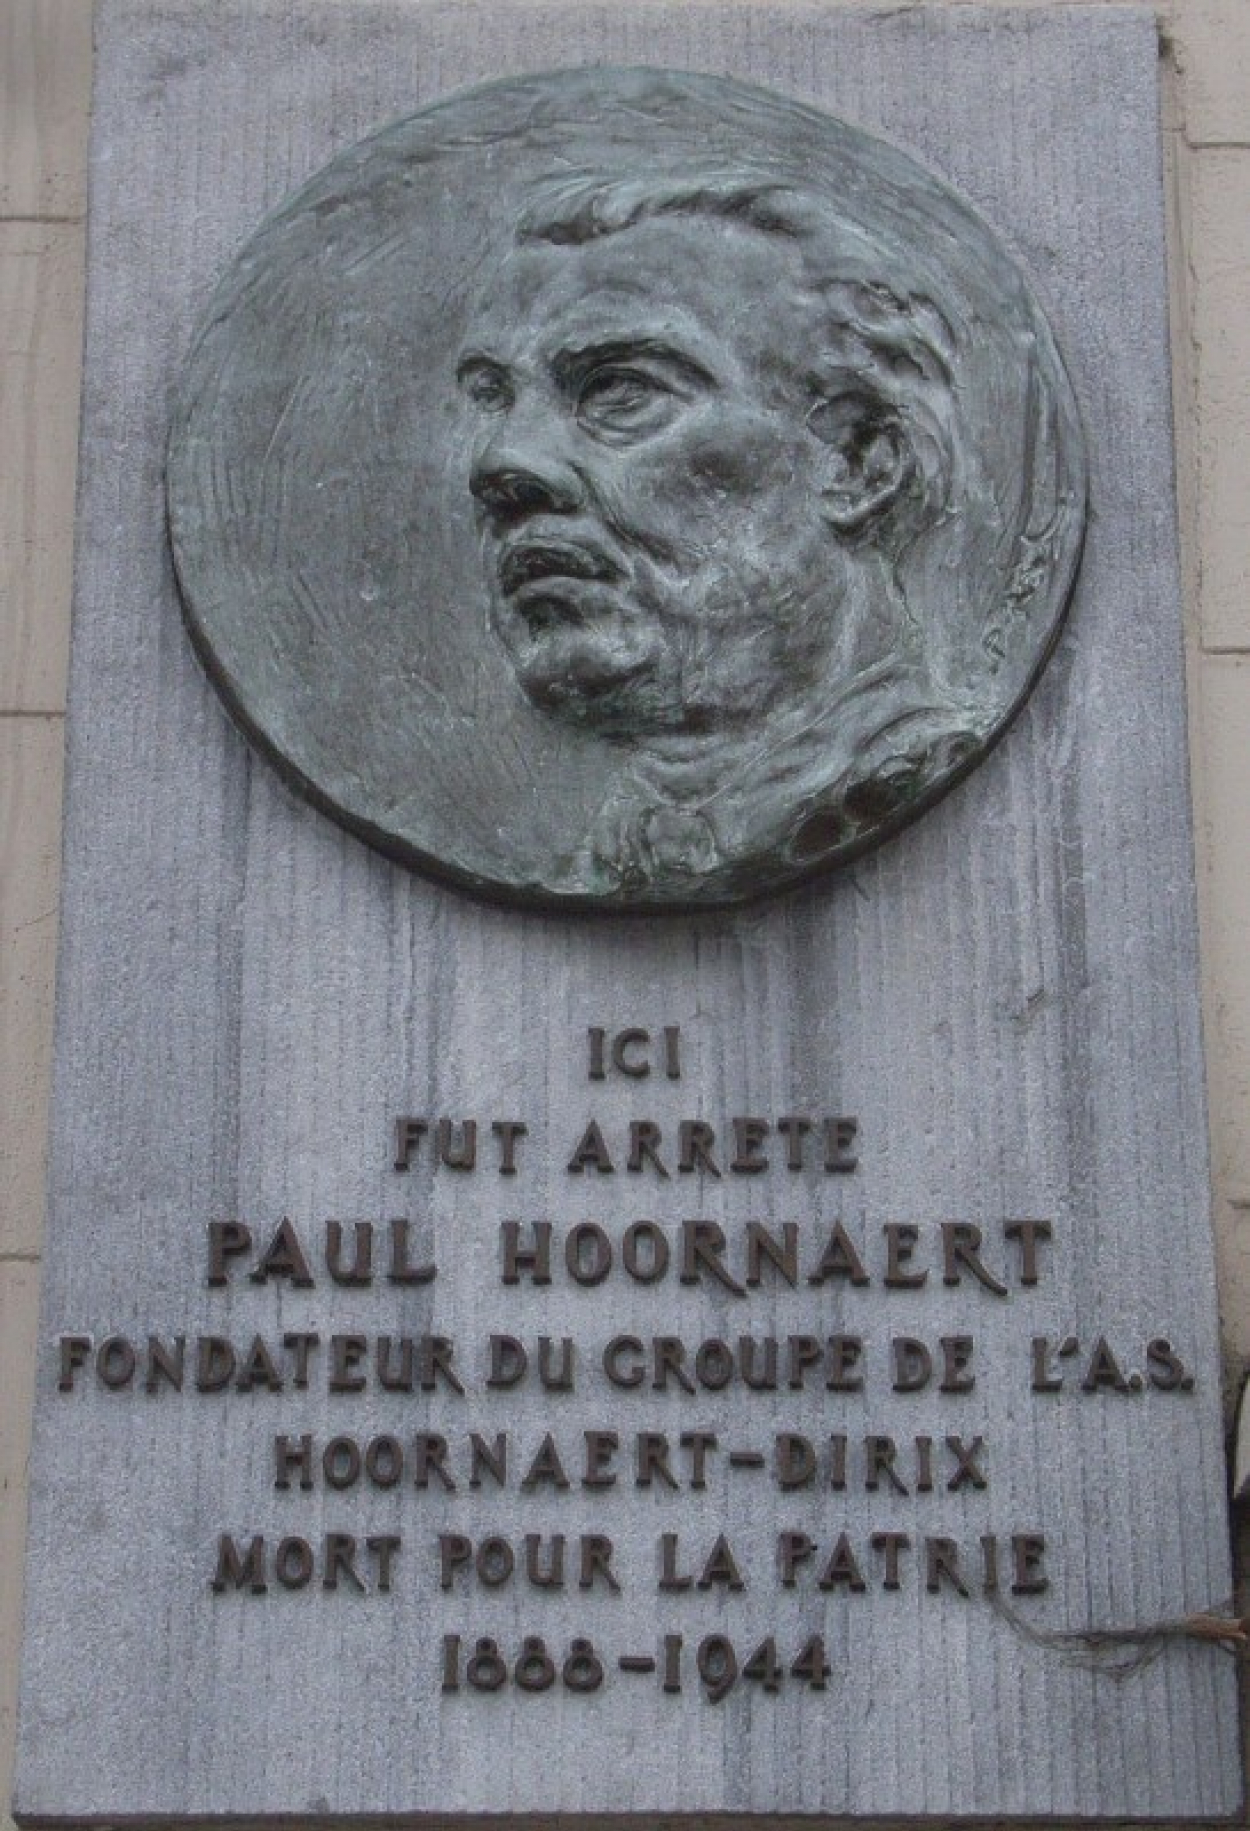 ICI
FUT ARRETE
PAUL HOORNAERT
FONDATEUR DU GROUPE DE L'A.S.
HOORNAERT-DIRIX
MORT POUR LA PATRIE
1888-1944